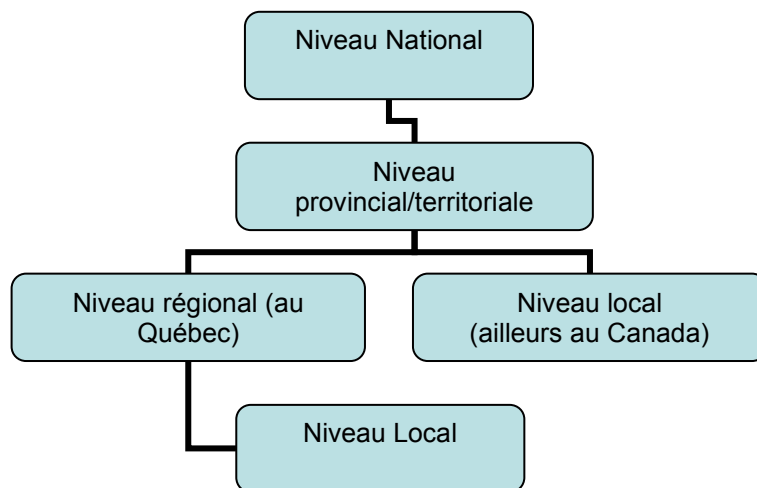 Niveau National
Niveau
provincial/territoriale
Niveau régional (au
Québec)
Niveau local
(ailleurs au Canada)
Niveau Local